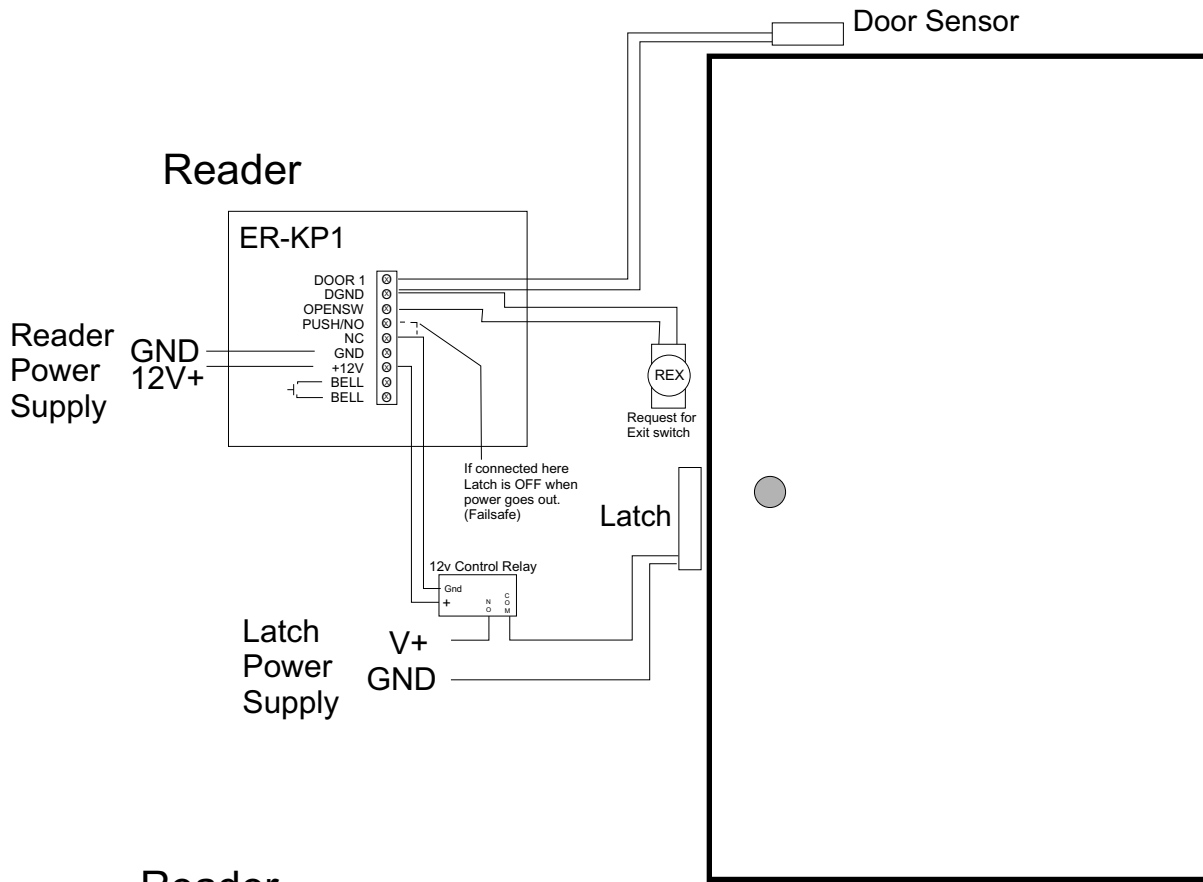 Door Sensor
Reader
ER-KP1
DOOR 1
DGND
OPENSW
PUSH/NO
NC
GND
+12V
BELL
BELL
Reader
Power
Supply
GND
12V+
REX
Request for
Exit switch
If connected here
Latch is OFF when
power goes out.
(Failsafe)
Latch
12v Control Relay
Gnd
+
NO
COM
Latch
Power
Supply
V+
GND
Reader